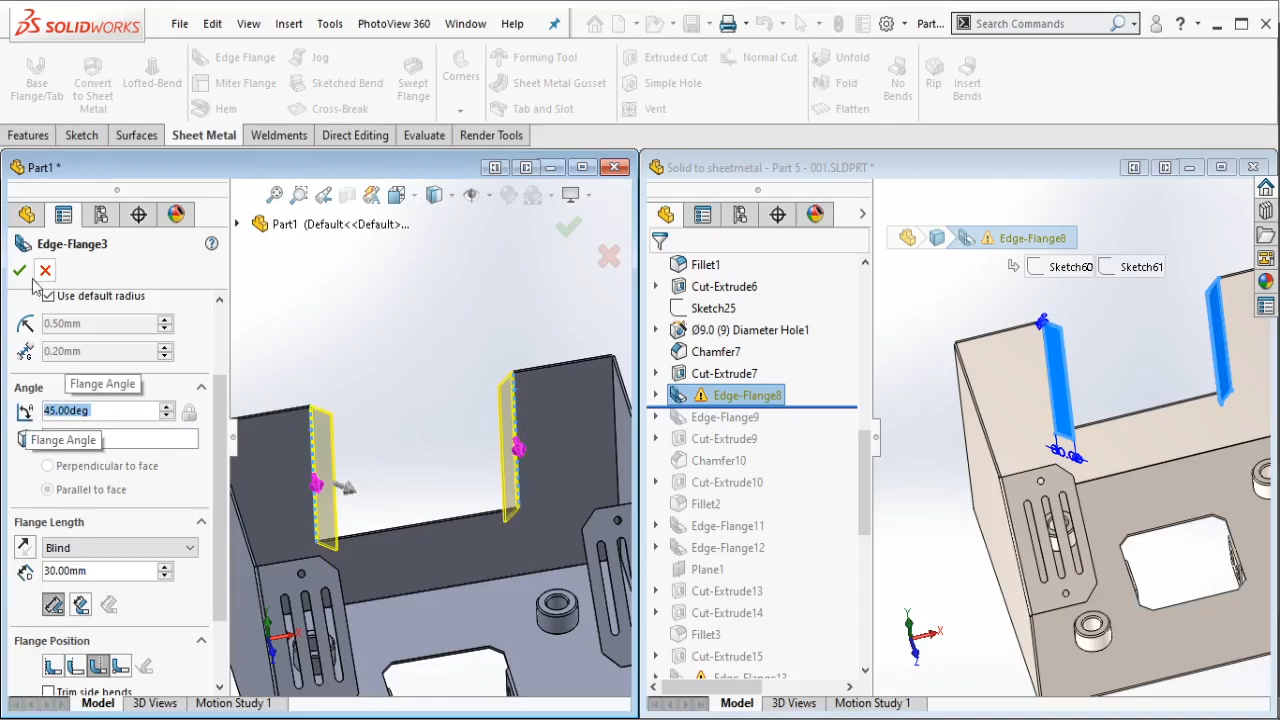 SOLIDWORKS
File Edit View Insert Tools PhotoView 360 Window Help
Part... Search Commands ?
Base Flange/Tab
Convert to Sheet Metal
Lofted-Bend
Edge Flange
Miter Flange
Hem
Jog
Sketched Bend
Cross-Break
Swept Flange
Corners
Forming Tool
Sheet Metal Gusset
Tab and Slot
Extruded Cut
Simple Hole
Vent
Normal Cut
Unfold
Fold
Flatten
No Bends
Rip
Insert Bends
Features Sketch Surfaces Sheet Metal Weldments Direct Editing Evaluate Render Tools
Part1 *
Part1 (Default<<Default>...
Edge-Flange3
Use default radius
0.50mm
0.20mm
Angle
Flange Angle
45.00deg
Flange Angle
Perpendicular to face
Parallel to face
Flange Length
Blind
30.00mm
Flange Position
Trim side bends
Y
X
Z
Model 3D Views Motion Study 1
Solid to sheetmetal - Part 5 - 001.SLDPRT *
Fillet1
Cut-Extrude6
Sketch25
Ø9.0 (9) Diameter Hole1
Chamfer7
Cut-Extrude7
Edge-Flange8
Edge-Flange9
Cut-Extrude9
Chamfer10
Cut-Extrude10
Fillet2
Edge-Flange11
Edge-Flange12
Plane1
Cut-Extrude13
Cut-Extrude14
Fillet3
Cut-Extrude15
Edge-Flange13
Edge-Flange8
Sketch60 Sketch61
Y
X
Z
Model 3D Views Motion Study 1